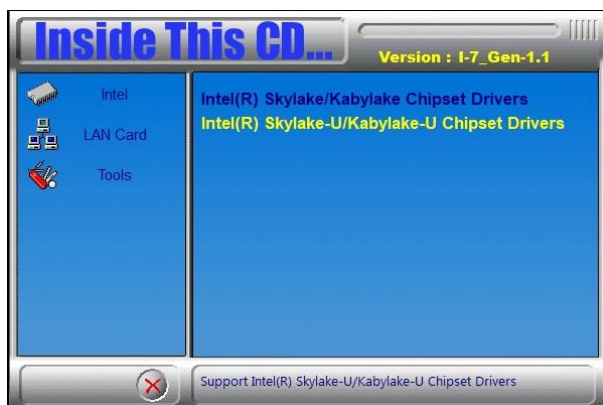 Inside This CD...
Version : I-7_Gen-1.1
Intel
LAN Card
Tools
Intel(R) Skylake/Kabylake Chipset Drivers
Intel(R) Skylake-U/Kabylake-U Chipset Drivers
Support Intel(R) Skylake-U/Kabylake-U Chipset Drivers